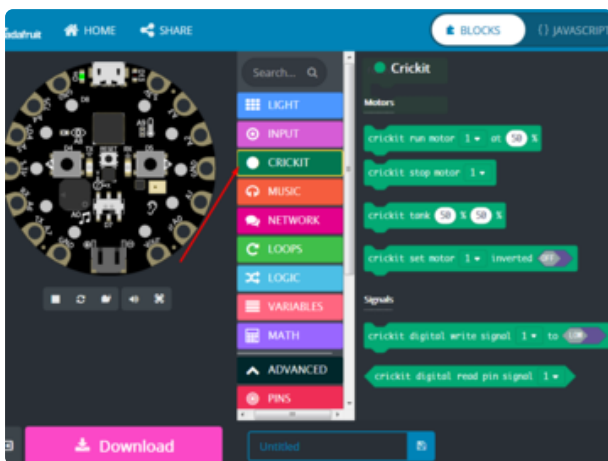 adafruit HOME SHARE BLOCKS {} JAVASCRIPT
Search...
LIGHT
INPUT
CRICKIT
MUSIC
NETWORK
LOOPS
LOGIC
VARIABLES
MATH
ADVANCED
PINS
Crickit
Motors
crickit run motor 1 at 50 %
crickit stop motor 1
crickit tank 50 % 50 %
crickit set motor 1 inverted OFF
Signals
crickit digital write signal 1 to LOW
crickit digital read pin signal 1
Download
Untitled